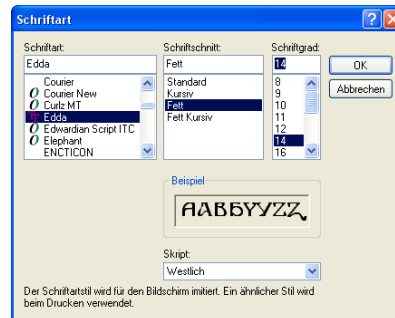 Schriftart
Schriftart:
Edda
Courier
Courier New
Curlz MT
Edda
Edwardian Script ITC
Elephant
ENCTICON
Schriftschnitt:
Fett
Standard
Kursiv
Fett
Fett Kursiv
Schriftgrad:
14
8
9
10
11
12
14
16
OK
Abbrechen
Beispiel
AABBYYZZ
Skript:
Westlich
Der Schriftartstil wird für den Bildschirm imitiert. Ein ähnlicher Stil wird
beim Drucken verwendet.